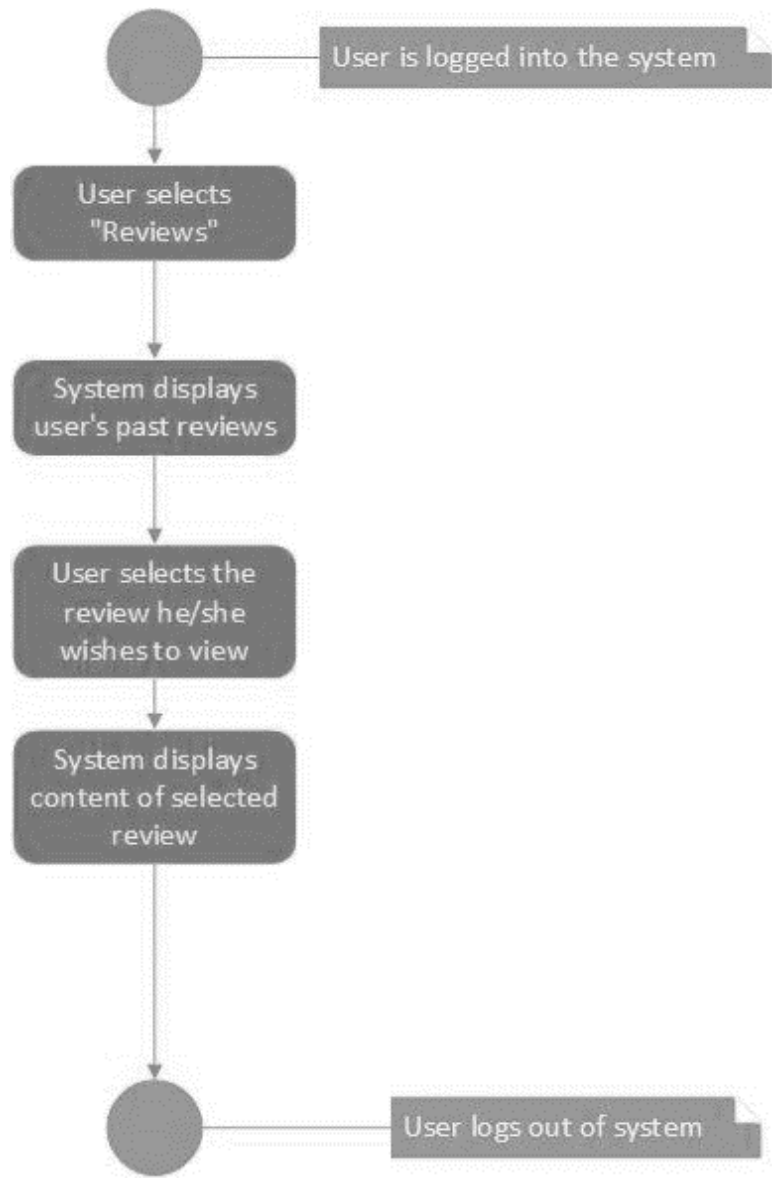 User is logged into the system
User selects
"Reviews"
System displays
user's past reviews
User selects the
review he/she
wishes to view
System displays
content of selected
review
User logs out of system